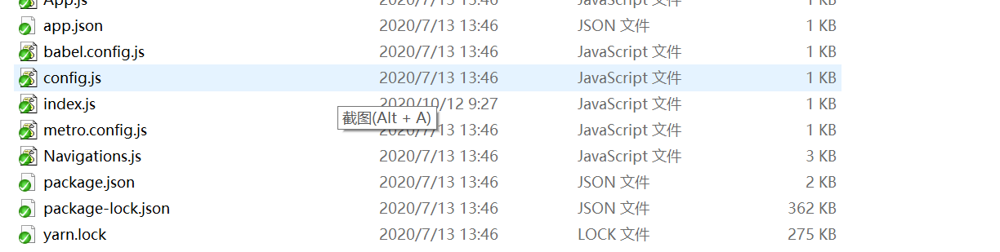 App.js 2020/7/13 13:46 JavaScript 文件 1 KB
app.json 2020/7/13 13:46 JSON 文件 1 KB
babel.config.js 2020/7/13 13:46 JavaScript 文件 1 KB
config.js 2020/7/13 13:46 JavaScript 文件 1 KB
index.js 2020/10/12 9:27 JavaScript 文件 1 KB
截图(Alt + A)
metro.config.js 2020/7/13 13:46 JavaScript 文件 1 KB
Navigations.js 2020/7/13 13:46 JavaScript 文件 3 KB
package.json 2020/7/13 13:46 JSON 文件 2 KB
package-lock.json 2020/7/13 13:46 JSON 文件 362 KB
yarn.lock 2020/7/13 13:46 LOCK 文件 275 KB